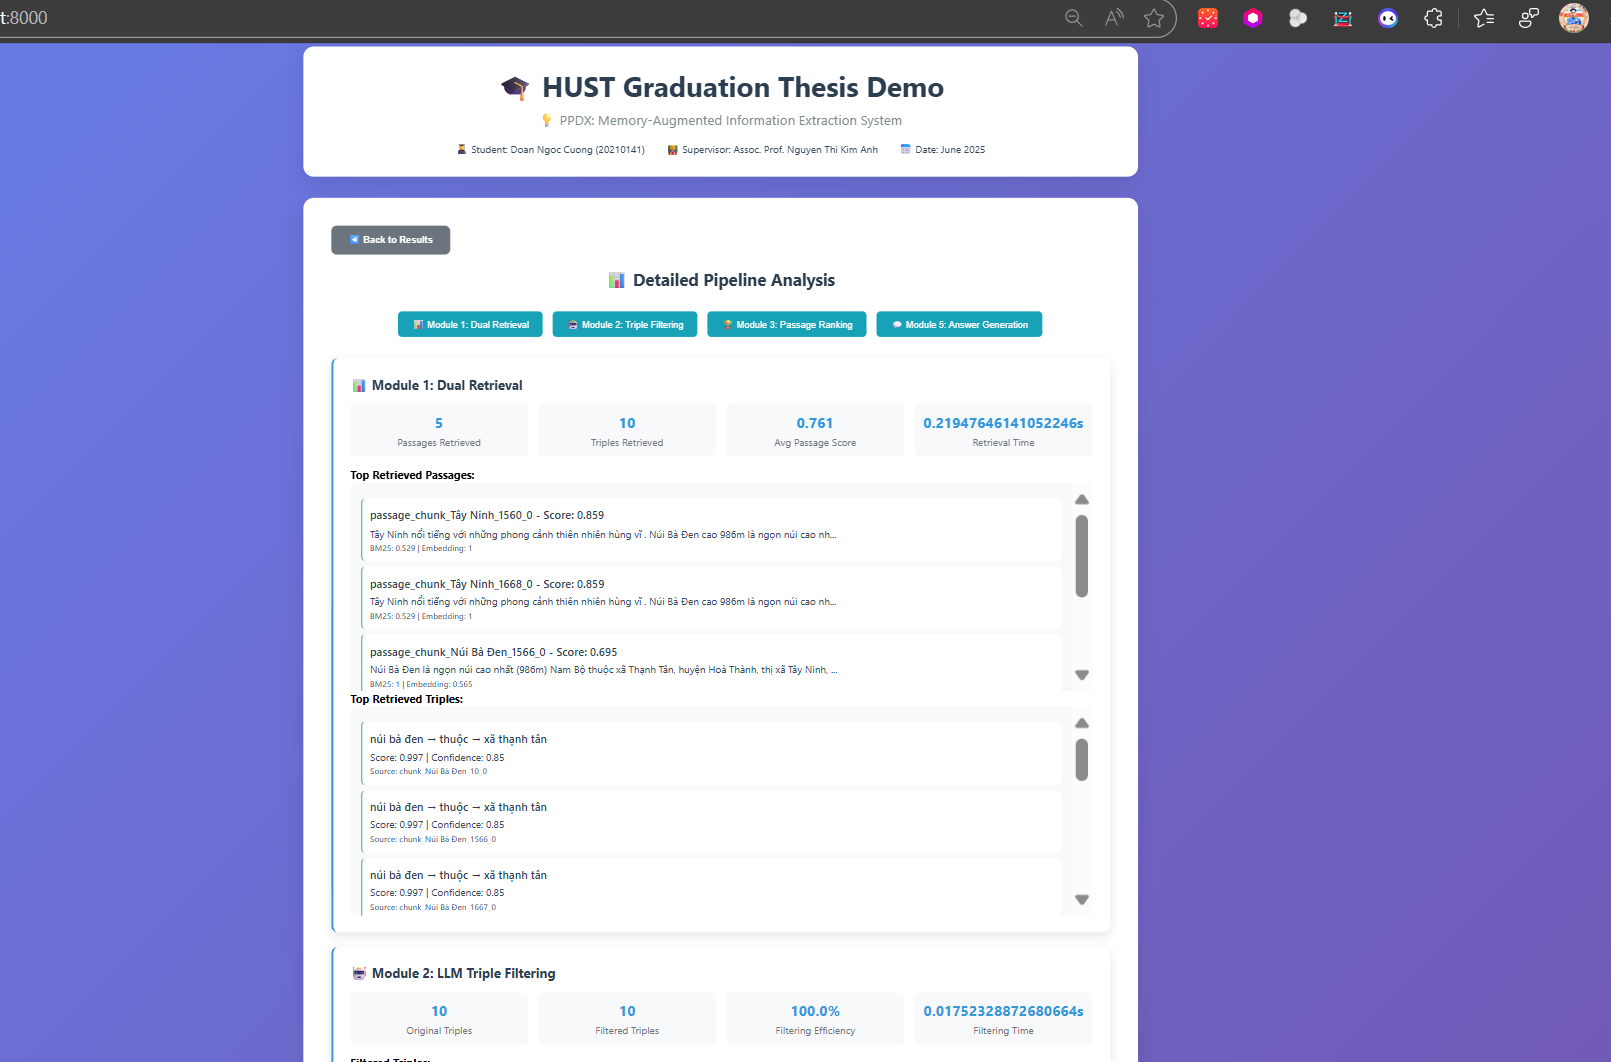 t:8000
HUST Graduation Thesis Demo
PPDX: Memory-Augmented Information Extraction System
Student: Doan Ngoc Cuong (20210141) Supervisor: Assoc. Prof. Nguyen Thi Kim Anh Date: June 2025
Back to Results
Detailed Pipeline Analysis
Module 1: Dual Retrieval Module 2: Triple Filtering Module 3: Passage Ranking Module 5: Answer Generation
Module 1: Dual Retrieval
5 10 0.761 0.21947646141052246s
Passages Retrieved Triples Retrieved Avg Passage Score Retrieval Time
Top Retrieved Passages:
passage_chunk_Tây Ninh_1560_0 - Score: 0.859
Tây Ninh nổi tiếng với những phong cảnh thiên nhiên hùng vĩ . Núi Bà Đen cao 986m là ngọn núi cao nh...
BM25: 0.529 | Embedding: 1
passage_chunk_Tây Ninh_1668_0 - Score: 0.859
Tây Ninh nổi tiếng với những phong cảnh thiên nhiên hùng vĩ . Núi Bà Đen cao 986m là ngọn núi cao nh...
BM25: 0.529 | Embedding: 1
passage_chunk_Núi Bà Đen_1566_0 - Score: 0.695
Núi Bà Đen là ngọn núi cao nhất (986m) Nam Bộ thuộc xã Thạnh Tân, huyện Hoà Thành, thị xã Tây Ninh, ...
BM25: 1 | Embedding: 0.565
Top Retrieved Triples:
núi bà đen → thuộc → xã thạnh tân
Score: 0.997 | Confidence: 0.85
Source: chunk_Núi Bà Đen_10_0
núi bà đen → thuộc → xã thạnh tân
Score: 0.997 | Confidence: 0.85
Source: chunk_Núi Bà Đen_1566_0
núi bà đen → thuộc → xã thạnh tân
Score: 0.997 | Confidence: 0.85
Source: chunk_Núi Bà Đen_1667_0
Module 2: LLM Triple Filtering
10 10 100.0% 0.01752328872680664s
Original Triples Filtered Triples Filtering Efficiency Filtering Time
Filtered Triples: